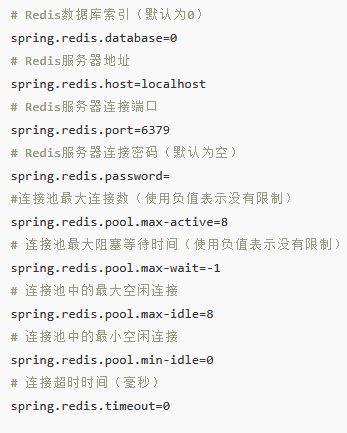 # Redis数据库索引（默认为0）
spring.redis.database=0
# Redis服务器地址
spring.redis.host=localhost
# Redis服务器连接端口
spring.redis.port=6379
# Redis服务器连接密码（默认为空）
spring.redis.password=
#连接池最大连接数（使用负值表示没有限制）
spring.redis.pool.max-active=8
# 连接池最大阻塞等待时间（使用负值表示没有限制）
spring.redis.pool.max-wait=-1
# 连接池中的最大空闲连接
spring.redis.pool.max-idle=8
# 连接池中的最小空闲连接
spring.redis.pool.min-idle=0
# 连接超时时间（毫秒）
spring.redis.timeout=0